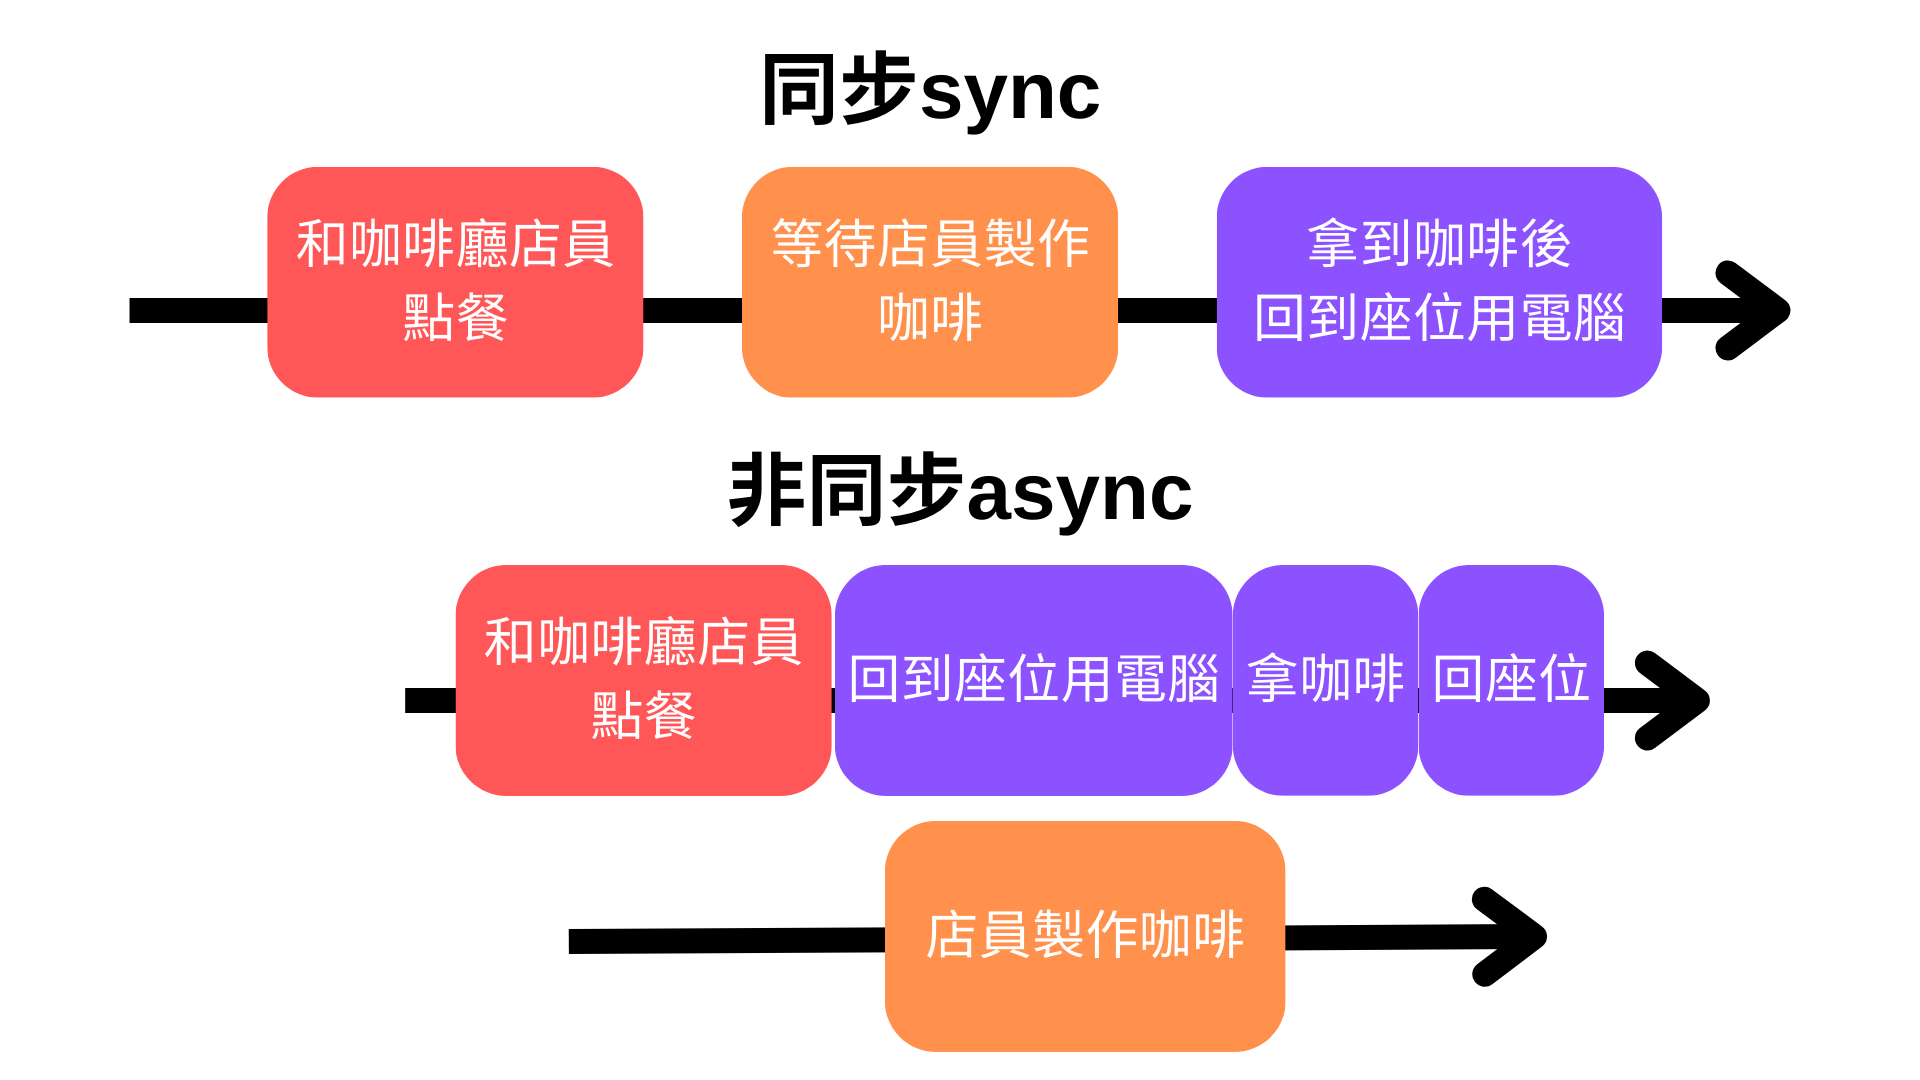 同步sync
和咖啡廳店員
點餐
等待店員製作
咖啡
拿到咖啡後
回到座位用電腦
非同步async
和咖啡廳店員
點餐
回到座位用電腦
拿咖啡
回座位
店員製作咖啡